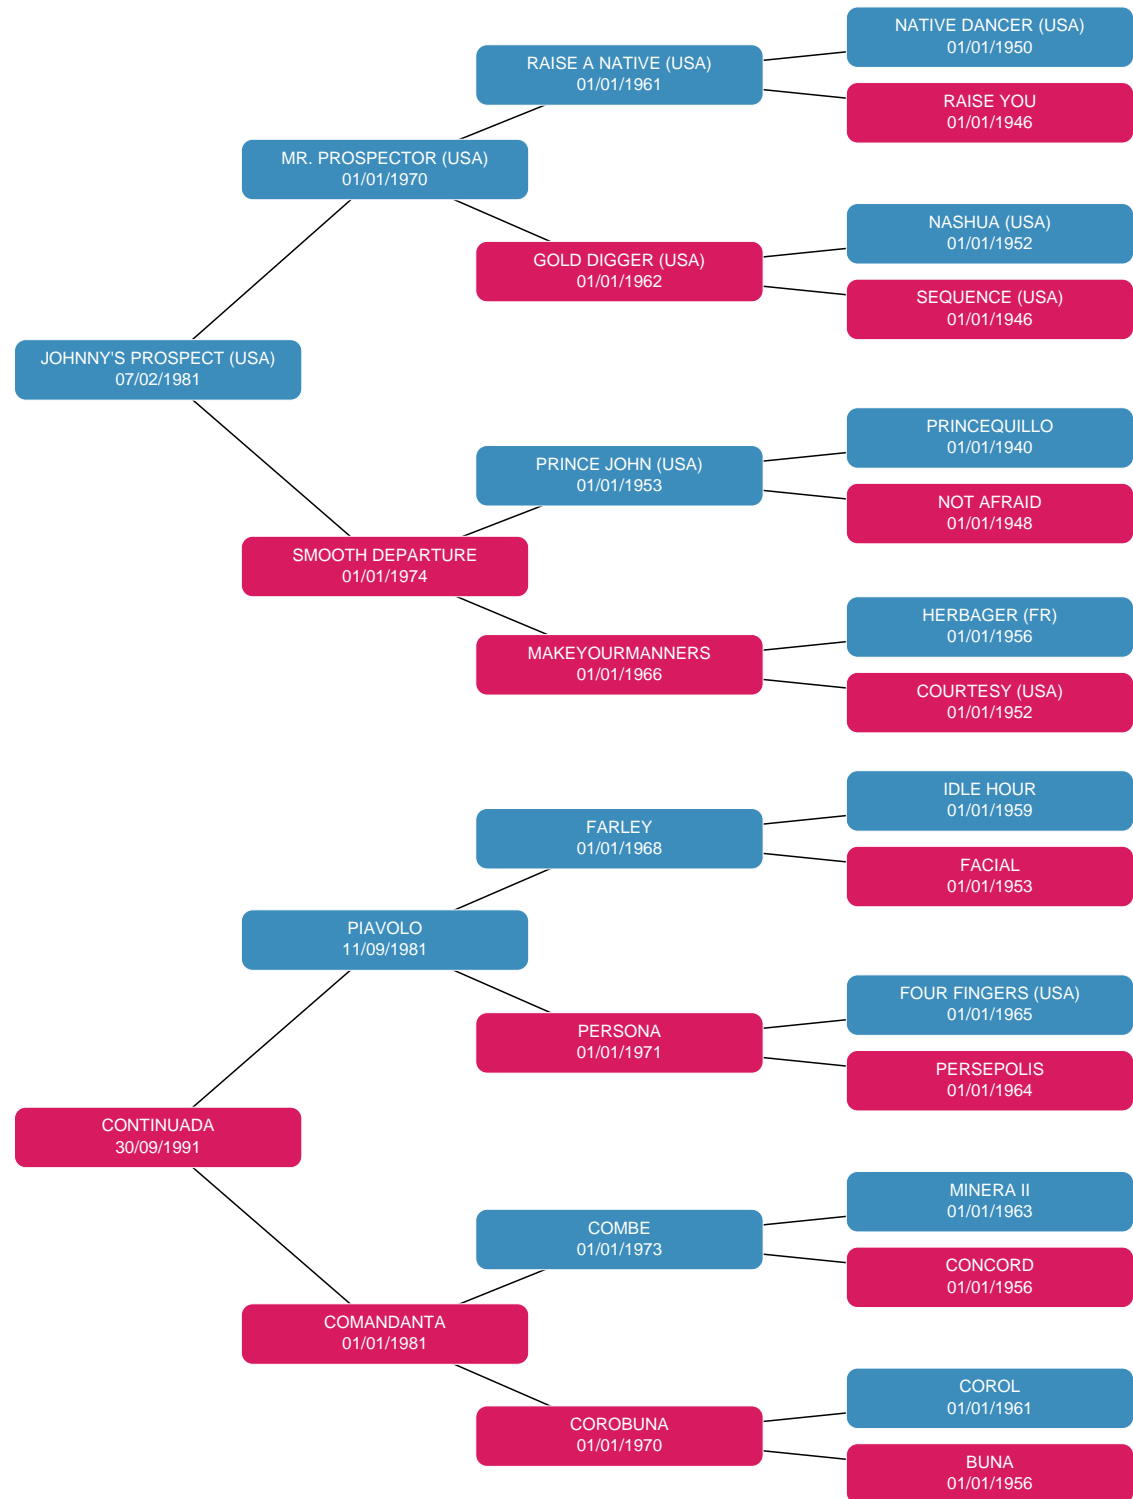 NATIVE DANCER (USA)
01/01/1950
RAISE A NATIVE (USA)
01/01/1961
RAISE YOU
01/01/1946
MR. PROSPECTOR (USA)
01/01/1970
NASHUA (USA)
01/01/1952
GOLD DIGGER (USA)
01/01/1962
SEQUENCE (USA)
01/01/1946
JOHNNY'S PROSPECT (USA)
07/02/1981
PRINCEQUILLO
01/01/1940
PRINCE JOHN (USA)
01/01/1953
NOT AFRAID
01/01/1948
SMOOTH DEPARTURE
01/01/1974
HERBAGER (FR)
01/01/1956
MAKEYOURMANNERS
01/01/1966
COURTESY (USA)
01/01/1952
IDLE HOUR
01/01/1959
FARLEY
01/01/1968
FACIAL
01/01/1953
PIAVOLO
11/09/1981
FOUR FINGERS (USA)
01/01/1965
PERSONA
01/01/1971
PERSEPOLIS
01/01/1964
CONTINUADA
30/09/1991
MINERA II
01/01/1963
COMBE
01/01/1973
CONCORD
01/01/1956
COMANDANTA
01/01/1981
COROL
01/01/1961
COROBUNA
01/01/1970
BUNA
01/01/1956